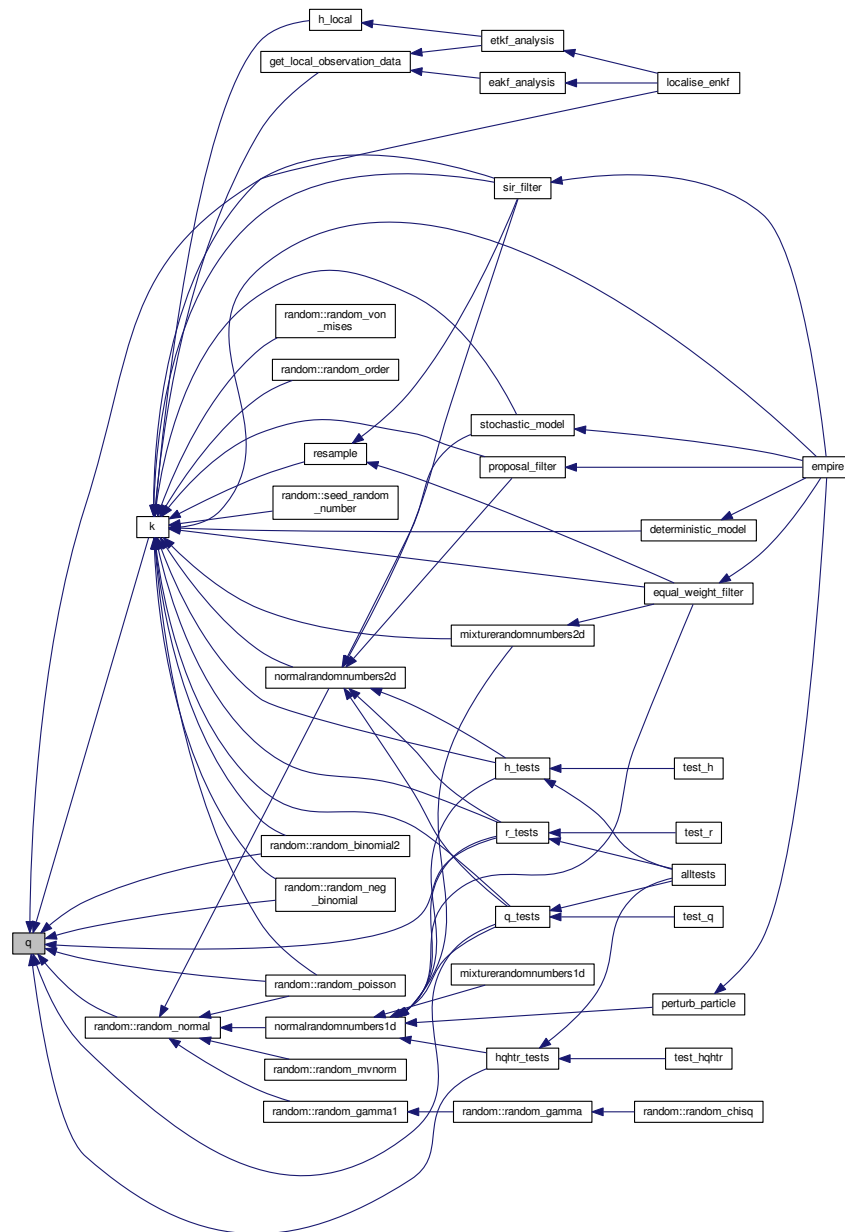 h_local
etkf_analysis
get_local_observation_data
eakf_analysis
localise_enkf
sir_filter
random::random_von
_mises
random::random_order
stochastic_model
resample
proposal_filter
empire
random::seed_random
_number
k
deterministic_model
equal_weight_filter
mixturerandomnumbers2d
normalrandomnumbers2d
h_tests
test_h
r_tests
test_r
random::random_binomial2
alltests
random::random_neg
_binomial
q_tests
test_q
q
mixturerandomnumbers1d
random::random_poisson
perturb_particle
random::random_normal
normalrandomnumbers1d
hqhtr_tests
test_hqhtr
random::random_mvnorm
random::random_gamma1
random::random_gamma
random::random_chisq